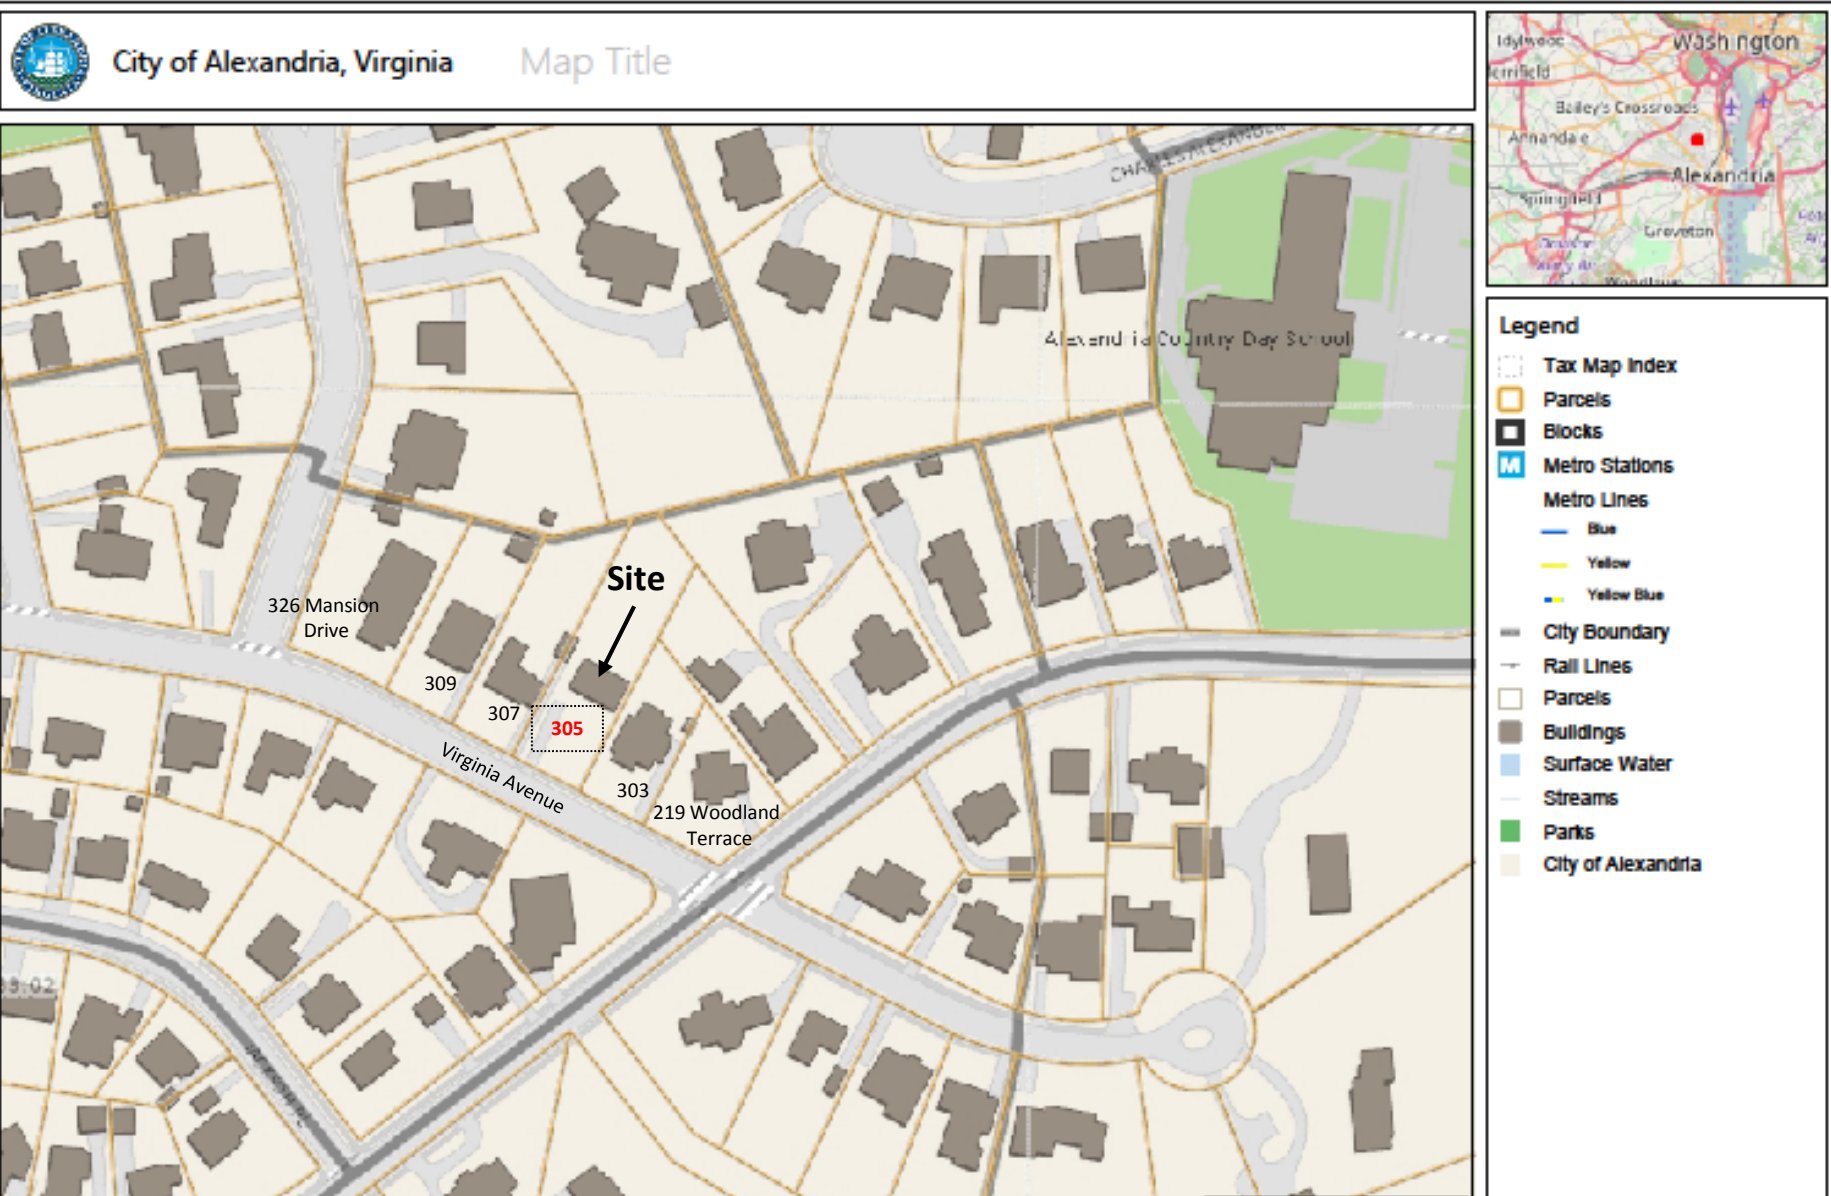 City of Alexandria, Virginia
Map Title
Washington
Idylwood
Bailey's Crossroads
Annandale
Alexandria
Springfield
Groveton
CHARLES ALEXANDER
Alexandria Country Day School
Site
326 Mansion
Drive
309
307
305
303
Virginia Avenue
219 Woodland
Terrace
Legend
Tax Map Index
Parcels
Blocks
M
Metro Stations
Metro Lines
Blue
Yellow
Yellow Blue
City Boundary
Rail Lines
Parcels
Buildings
Surface Water
Streams
Parks
City of Alexandria